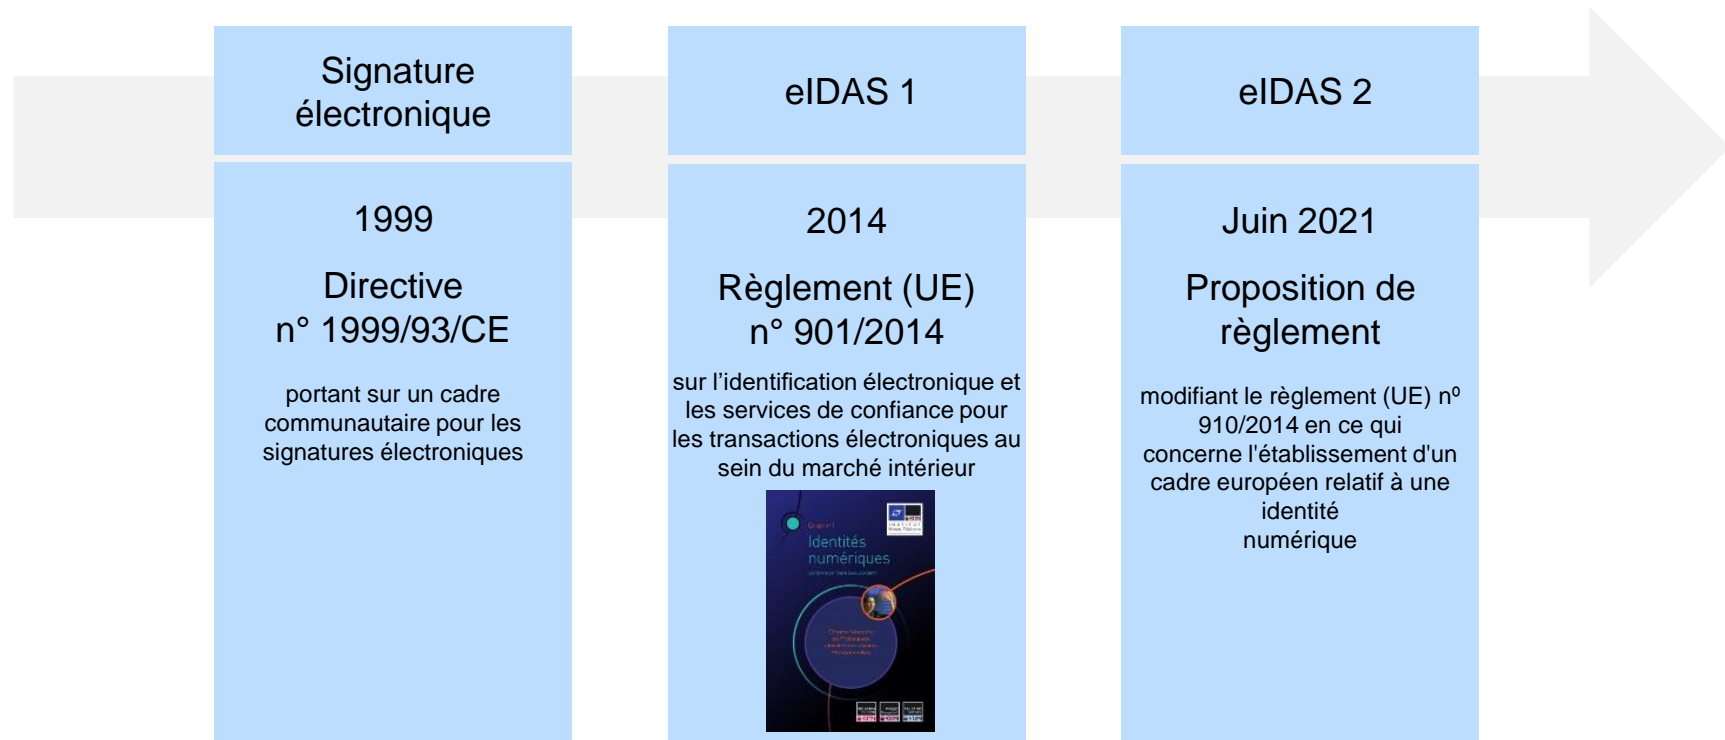 Signature
électronique
1999
Directive
n° 1999/93/CE
portant sur un cadre
communautaire pour les
signatures électroniques
eIDAS 1
2014
Règlement (UE)
n° 901/2014
sur l’identification électronique et
les services de confiance pour
les transactions électroniques au
sein du marché intérieur
Identités
numériques
eIDAS 2
Juin 2021
Proposition de
règlement
modifiant le règlement (UE) nº
910/2014 en ce qui
concerne l'établissement d'un
cadre européen relatif à une
identité
numérique